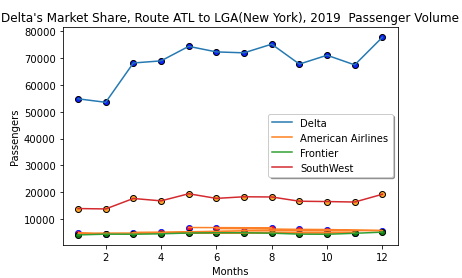 Delta's Market Share, Route ATL to LGA(New York), 2019 Passenger Volume
80000
70000
60000
50000
40000
30000
20000
10000
Passengers
Delta
American Airlines
Frontier
SouthWest
2 4 6 8 10 12
Months